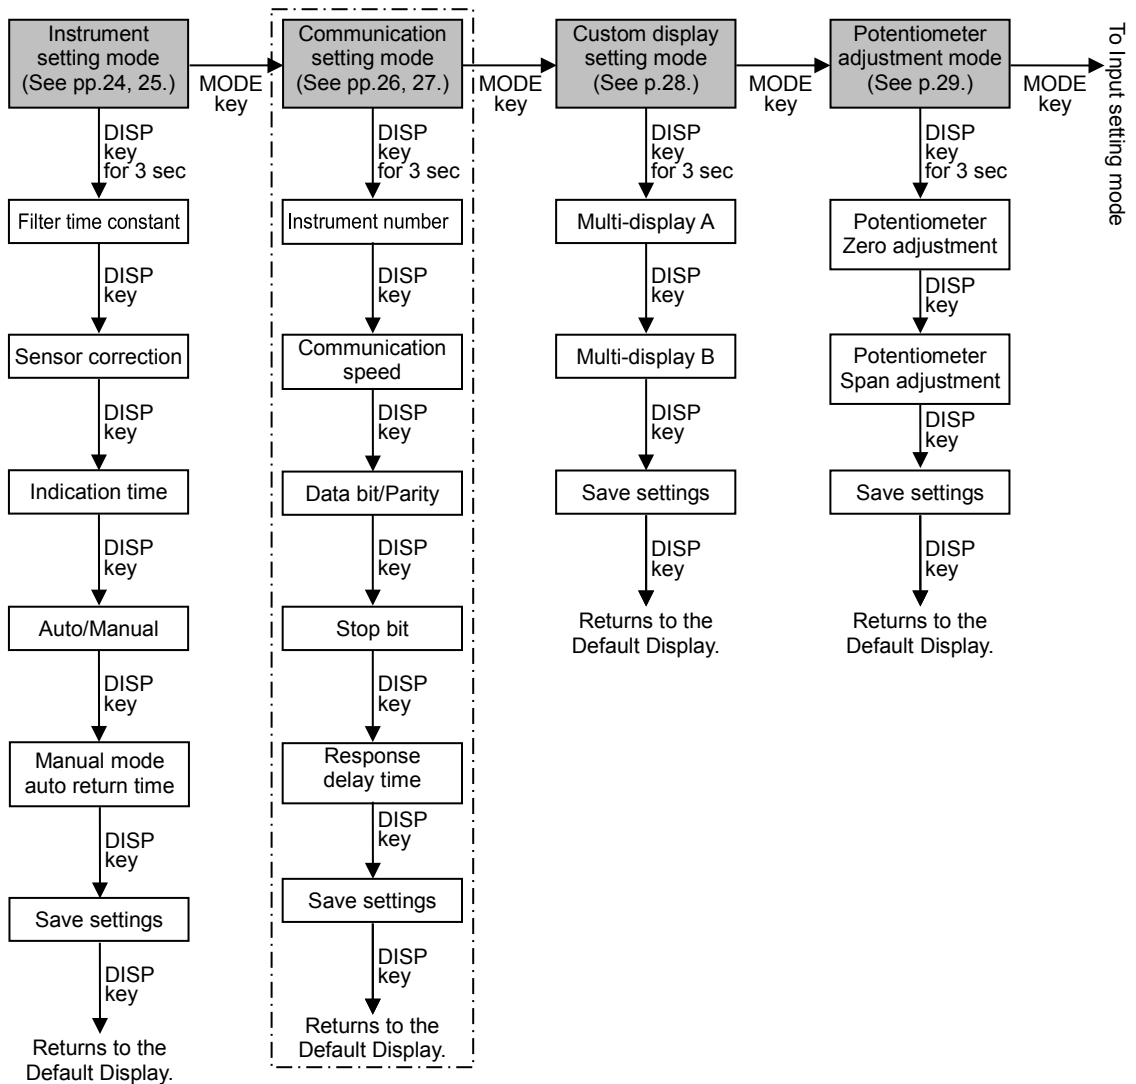 Instrument
setting mode
(See pp.24, 25.)
MODE
key
DISP
key
for 3 sec
Filter time constant
DISP
key
Sensor correction
DISP
key
Indication time
DISP
key
Auto/Manual
DISP
key
Manual mode
auto return time
DISP
key
Save settings
DISP
key
Returns to the
Default Display.
Communication
setting mode
(See pp.26, 27.)
MODE
key
DISP
key
for 3 sec
Instrument number
DISP
key
Communication
speed
DISP
key
Data bit/Parity
DISP
key
Stop bit
DISP
key
Response
delay time
DISP
key
Save settings
DISP
key
Returns to the
Default Display.
Custom display
setting mode
(See p.28.)
MODE
key
DISP
key
for 3 sec
Multi-display A
DISP
key
Multi-display B
DISP
key
Save settings
DISP
key
Returns to the
Default Display.
Potentiometer
adjustment mode
(See p.29.)
MODE
key
DISP
key
for 3 sec
Potentiometer
Zero adjustment
DISP
key
Potentiometer
Span adjustment
DISP
key
Save settings
DISP
key
Returns to the
Default Display.
To Input setting mode